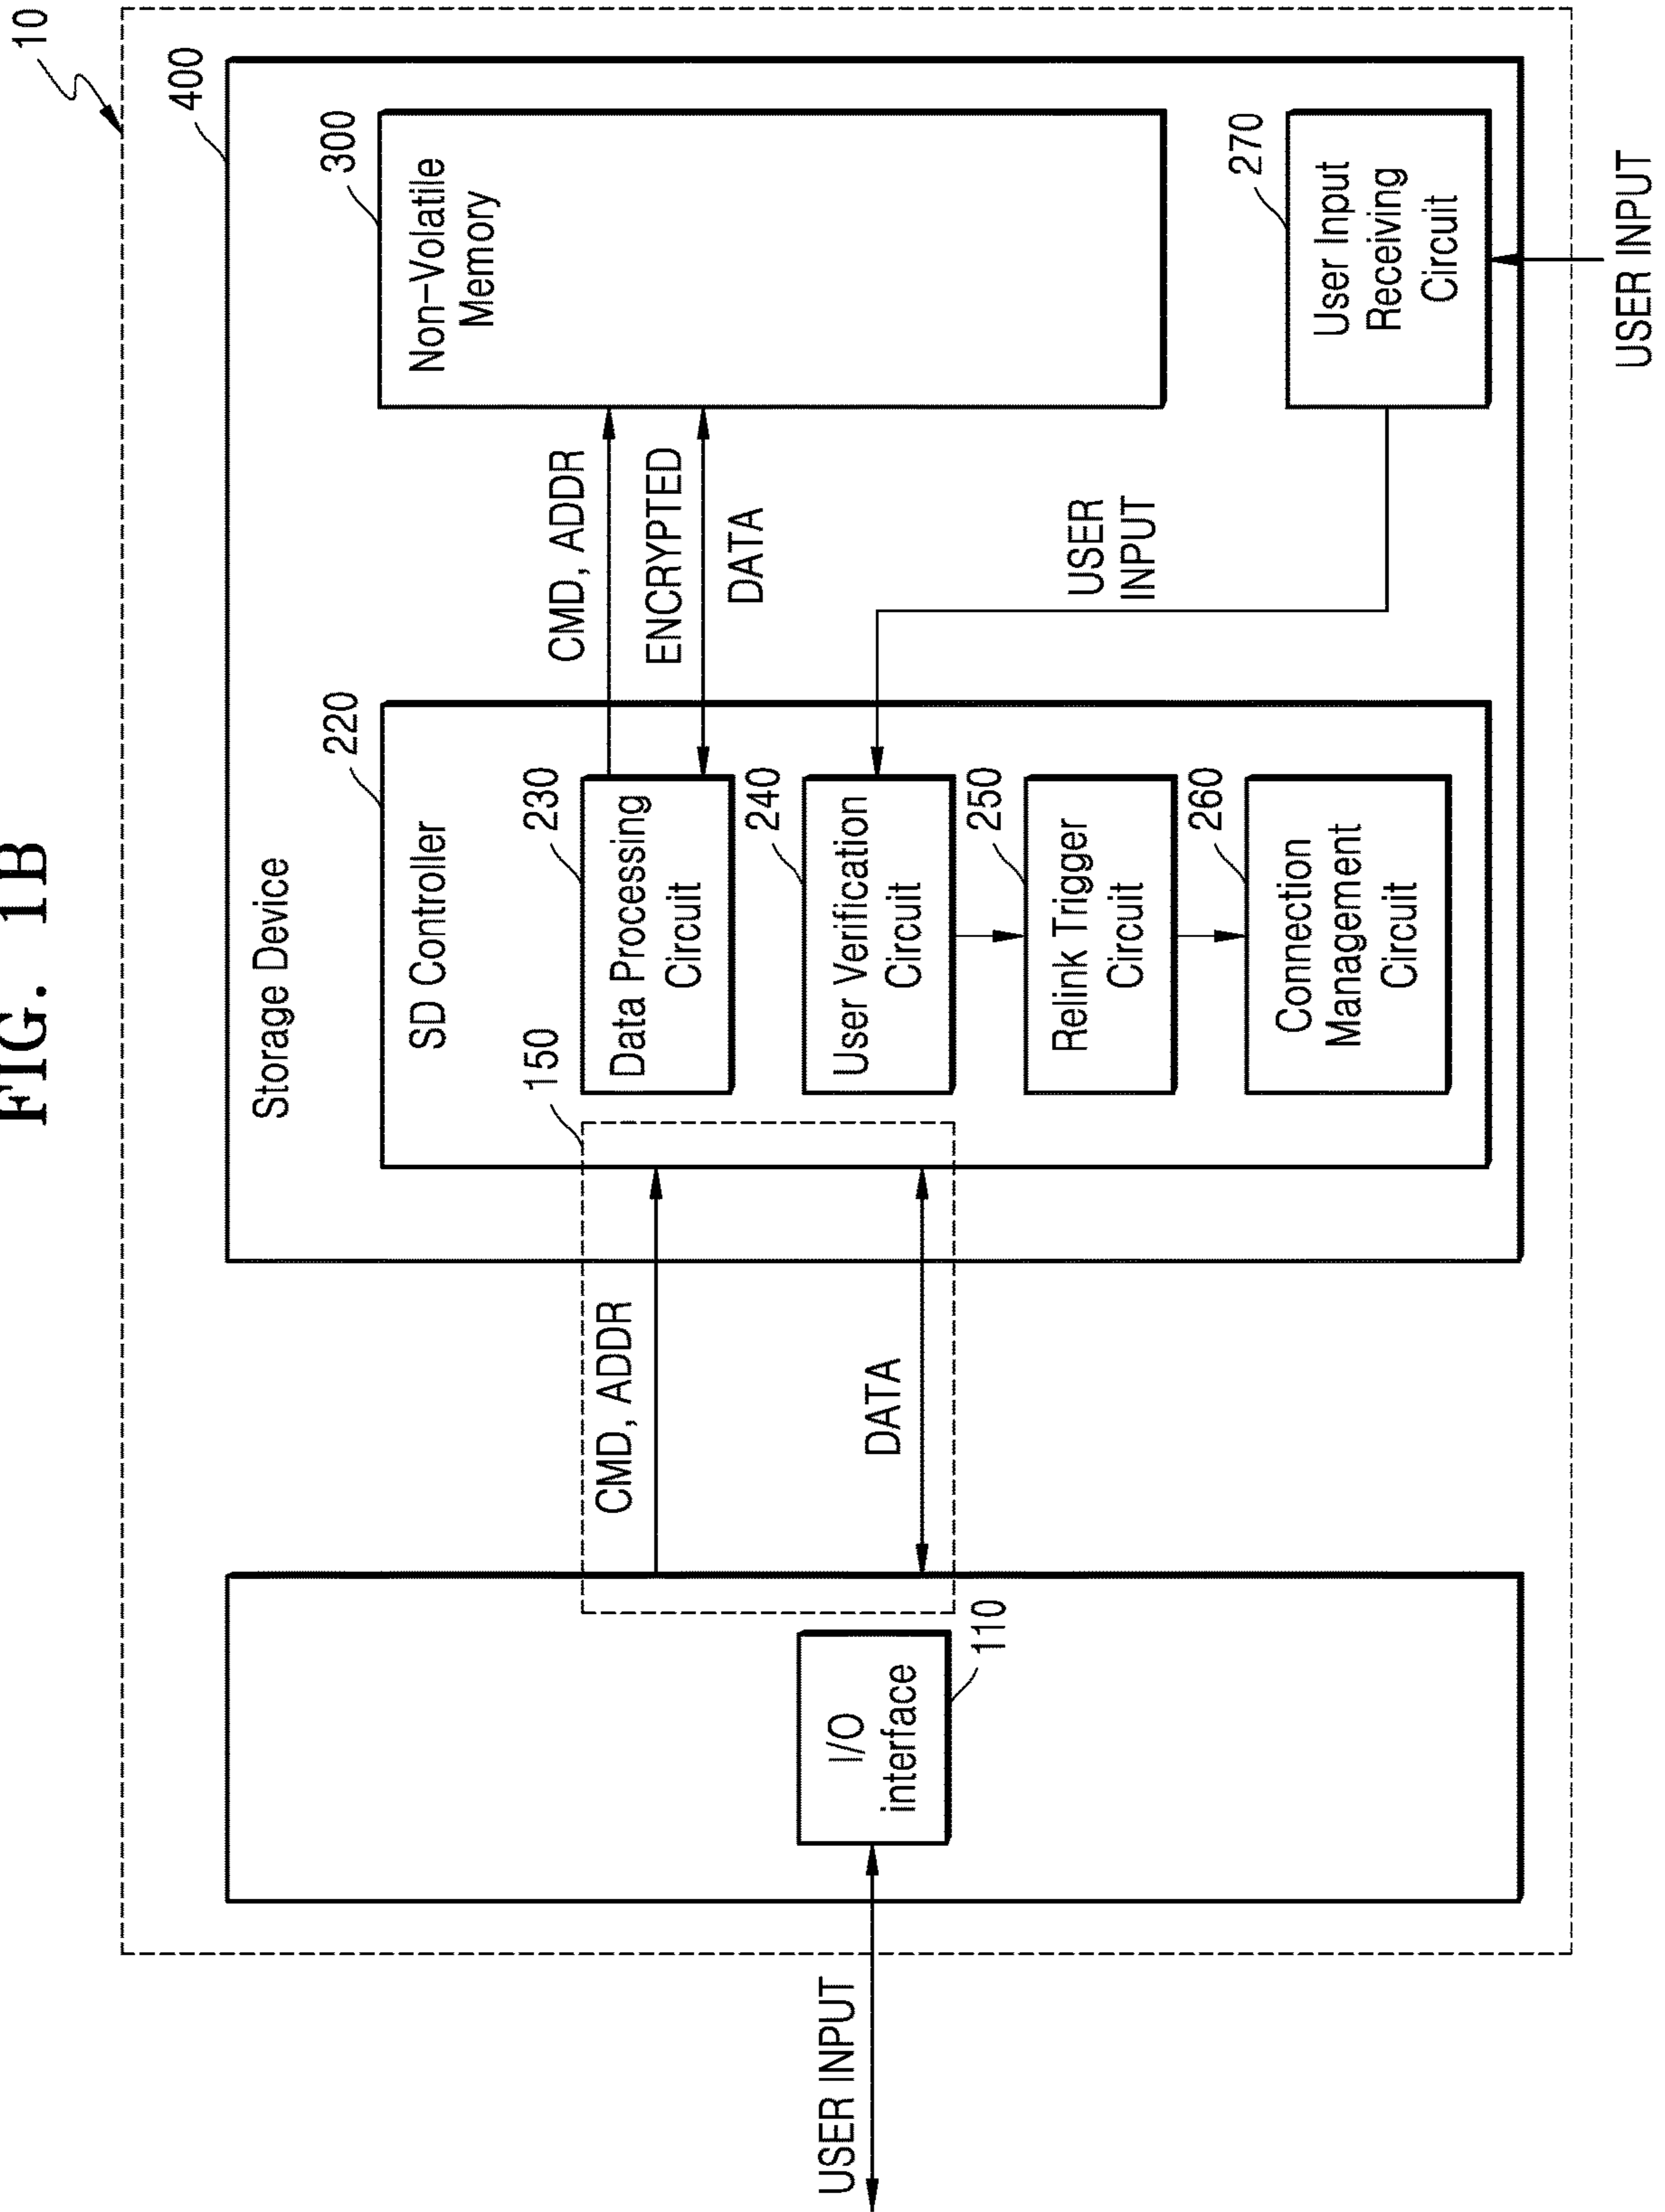 FIG. 1B
10
400
Storage Device
220
SD Controller
300
Non-Volatile
Memory
150
230
Data Processing
Circuit
CMD, ADDR
ENCRYPTED
DATA
CMD, ADDR
240
User Verification
Circuit
USER
INPUT
USER INPUT
I/O
interface
110
DATA
250
Relink Trigger
Circuit
260
Connection
Management
Circuit
270
User Input
Receiving
Circuit
USER INPUT